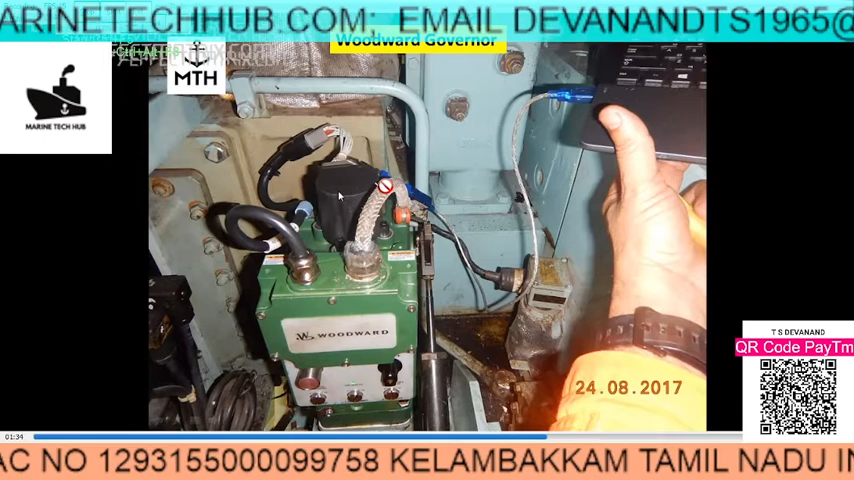 ARINETECHHUB.COM; EMAIL DEVANANDTS1965@
Woodward Governor
MTH
MARINE TECH HUB
WOODWARD
24.08.2017
T S DEVANAND
QR Code PayTm
01:34
AC NO 1293155000099758 KELAMBAKKAM TAMIL NADU IN